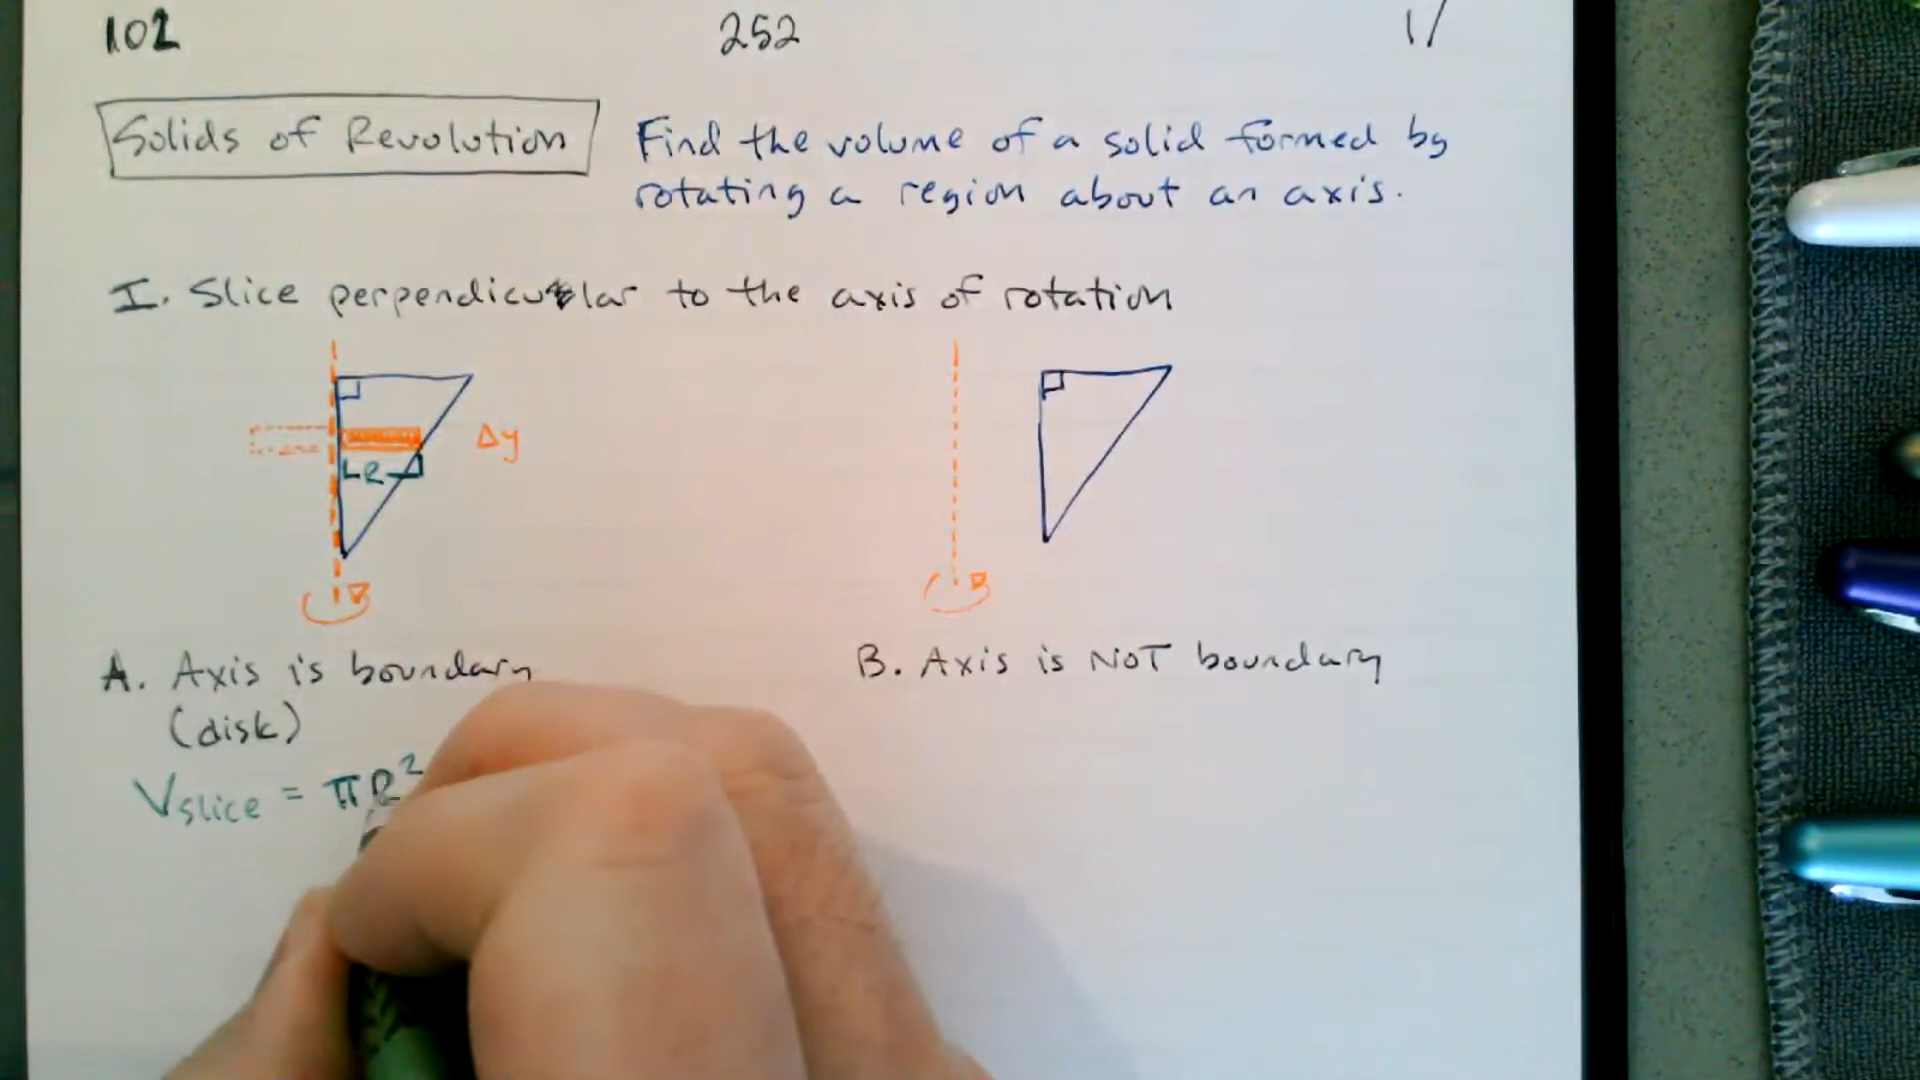 102 252 1/
Solids of Revolution
Find the volume of a solid formed by
rotating a region about an axis.
I. Slice perpendicular to the axis of rotation
Δy
R
A. Axis is boundary
(disk)
B. Axis is NOT boundary
Vslice = πR²